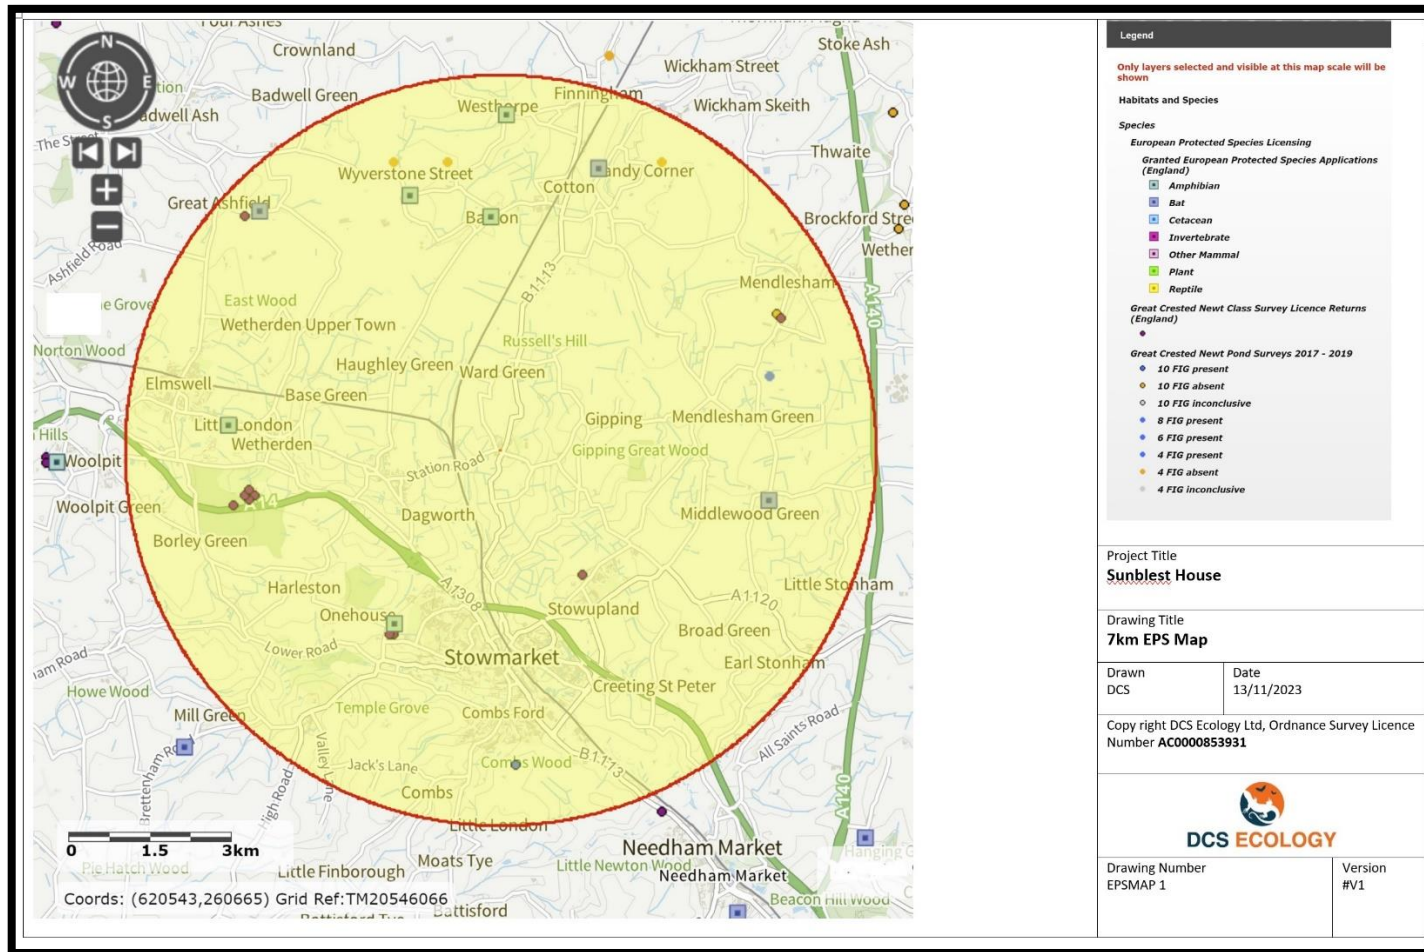 Four Ashes
Crownland
Stoke Ash
Wickham Street
Badwell Green
Finningham
Westhorpe
Wickham Skeith
N
W
E
S
Thwaite
Wyverstone Street
Cotton
Great Ashfield
Bacton
Mendlesham
Ashfield Road
B1113
A140
East Wood
Wetherden Upper Town
Russell's Hill
Norton Wood
Haughley Green
Ward Green
Elmswell
Base Green
Gipping
Mendlesham Green
Wetherden
Woolpit
Station Road
Gipping Great Wood
Woolpit Green
A14
Dagworth
Middlewood Green
Borley Green
Harleston
A1308
Little Stonham
Onehouse
Stowupland
A1120
Lower Road
Broad Green
Stowmarket
Earl Stonham
Howe Wood
Creeting St Peter
Mill Green
Temple Grove
Combs Ford
All Saints Road
Valley Lane
Jack's Lane
Combs Wood
B1113
Brettenham Road
High Road
Combs
A140
Little London
0 1.5 3km
Needham Market
Pie Hatch Wood
Moats Tye
Little Newton Wood
Little Finborough
Needham Market
Coords: (620543,260665) Grid Ref:TM20546066
Battisford
Beacon Hill Wood
Legend
Only layers selected and visible at this map scale will be
shown
Habitats and Species
Species
European Protected Species Licensing
Granted European Protected Species Applications
(England)
Amphibian
Bat
Cetacean
Invertebrate
Other Mammal
Plant
Reptile
Great Crested Newt Class Survey Licence Returns
(England)
Great Crested Newt Pond Surveys 2017 - 2019
10 FIG present
10 FIG absent
10 FIG inconclusive
8 FIG present
6 FIG present
4 FIG present
4 FIG absent
4 FIG inconclusive
Project Title
Sunblest House
Drawing Title
7km EPS Map
Drawn
DCS
Date
13/11/2023
Copy right DCS Ecology Ltd, Ordnance Survey Licence
Number AC0000853931
DCS ECOLOGY
Drawing Number
EPSMAP 1
Version
#V1